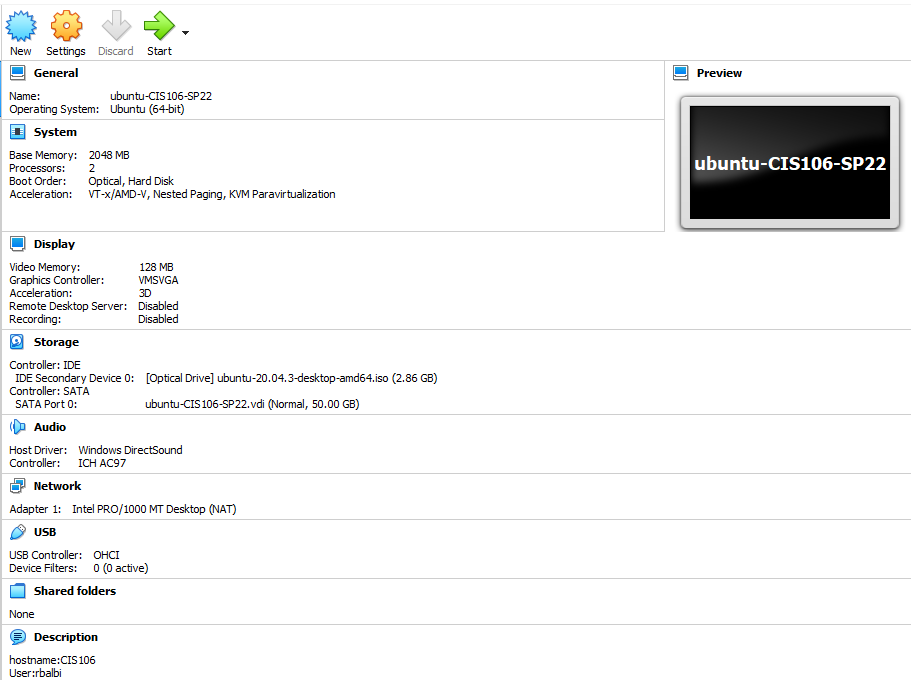 New Settings Discard Start
General
Name: ubuntu-CIS106-SP22
Operating System: Ubuntu (64-bit)
System
Base Memory: 2048 MB
Processors: 2
Boot Order: Optical, Hard Disk
Acceleration: VT-x/AMD-V, Nested Paging, KVM Paravirtualization
Preview
ubuntu-CIS106-SP22
Display
Video Memory: 128 MB
Graphics Controller: VMSVGA
Acceleration: 3D
Remote Desktop Server: Disabled
Recording: Disabled
Storage
Controller: IDE
IDE Secondary Device 0: [Optical Drive] ubuntu-20.04.3-desktop-amd64.iso (2.86 GB)
Controller: SATA
SATA Port 0: ubuntu-CIS106-SP22.vdi (Normal, 50.00 GB)
Audio
Host Driver: Windows DirectSound
Controller: ICH AC97
Network
Adapter 1: Intel PRO/1000 MT Desktop (NAT)
USB
USB Controller: OHCI
Device Filters: 0 (0 active)
Shared folders
None
Description
hostname:CIS106
User:rbalbi